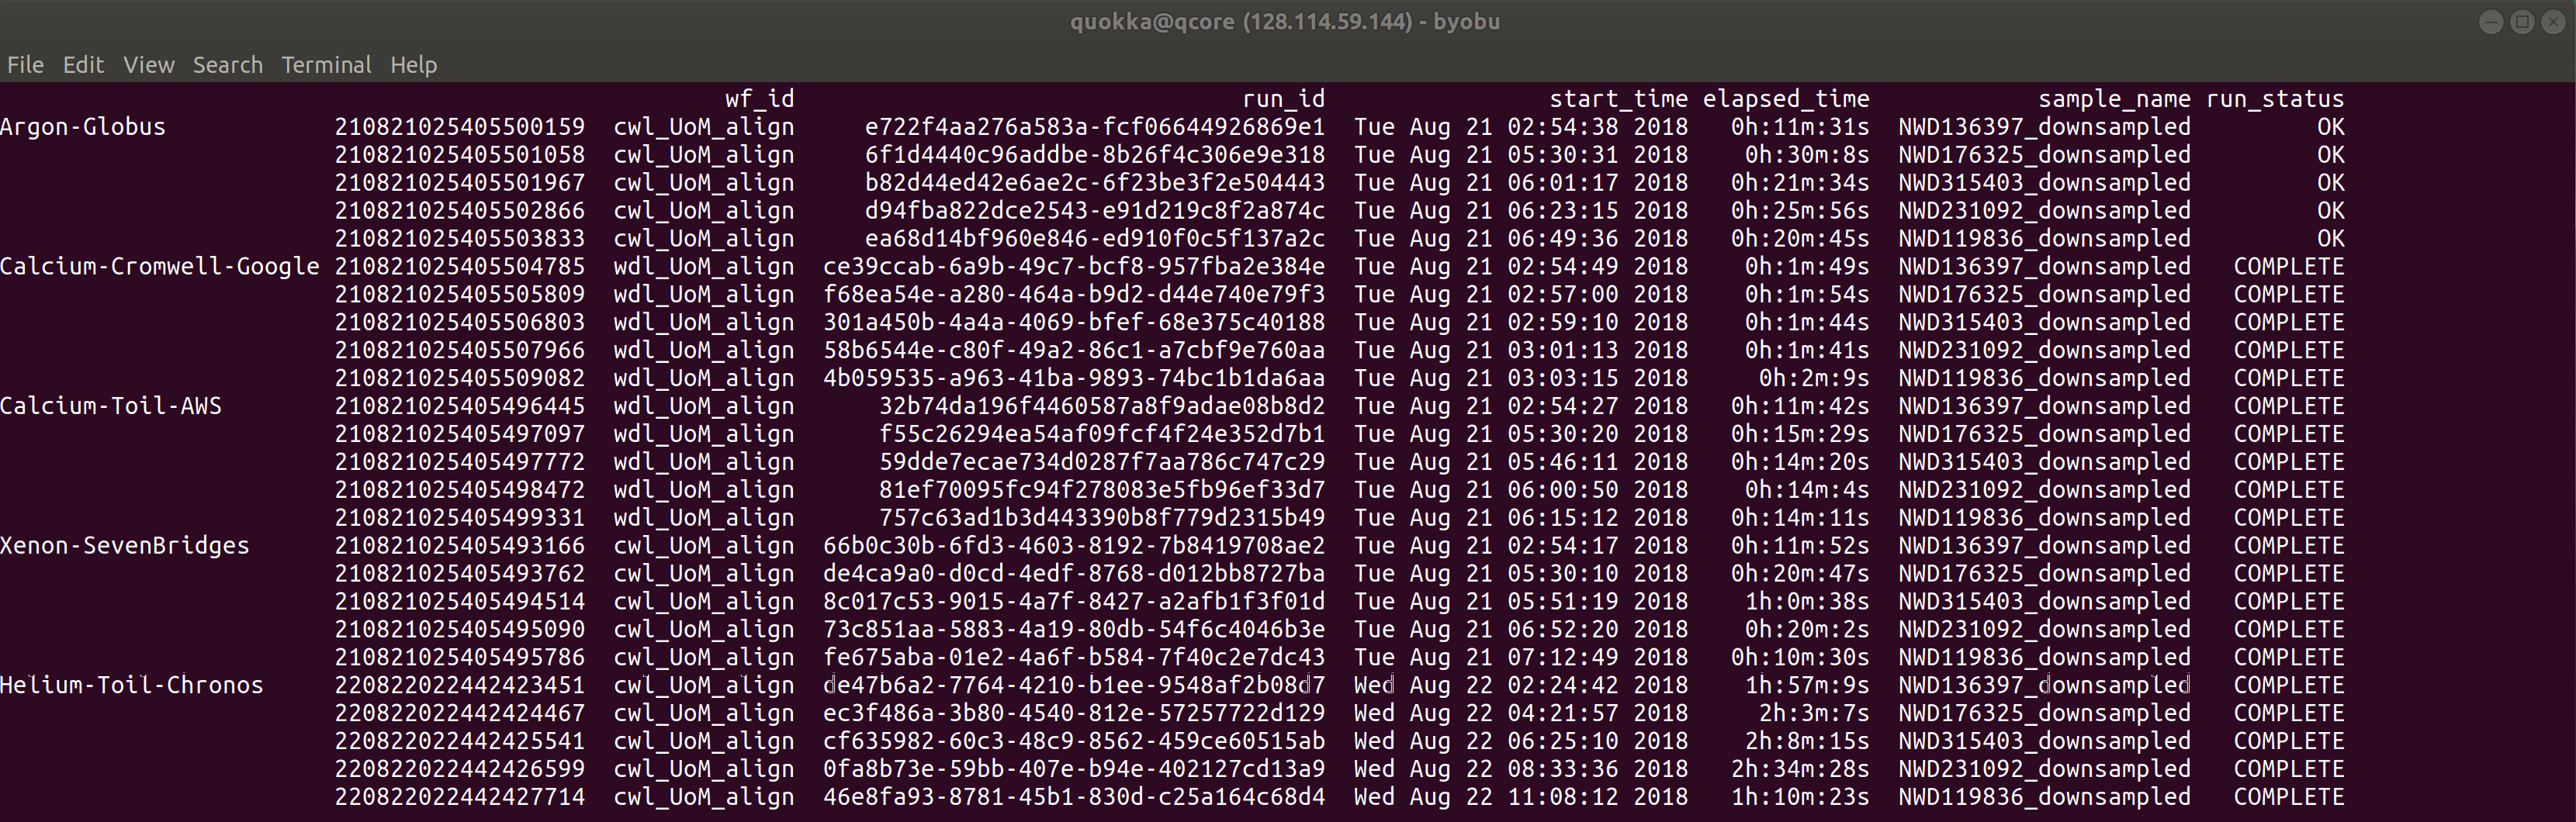 quokka@qcore (128.114.59.144) - byobu
File Edit View Search Terminal Help
wf_id run_id start_time elapsed_time sample_name run_status
Argon-Globus 210821025405500159 cwl_UoM_align e722f4aa276a583a-fcf06644926869e1 Tue Aug 21 02:54:38 2018 0h:11m:31s NWD136397_downsampled OK
210821025405501058 cwl_UoM_align 6f1d4440c96addbe-8b26f4c306e9e318 Tue Aug 21 05:30:31 2018 0h:30m:8s NWD176325_downsampled OK
210821025405501967 cwl_UoM_align b82d44ed42e6ae2c-6f23be3f2e504443 Tue Aug 21 06:01:17 2018 0h:21m:34s NWD315403_downsampled OK
210821025405502866 cwl_UoM_align d94fba822dce2543-e91d219c8f2a874c Tue Aug 21 06:23:15 2018 0h:25m:56s NWD231092_downsampled OK
210821025405503833 cwl_UoM_align ea68d14bf960e846-ed910f0c5f137a2c Tue Aug 21 06:49:36 2018 0h:20m:45s NWD119836_downsampled OK
Calcium-Cromwell-Google 210821025405504785 wdl_UoM_align ce39ccab-6a9b-49c7-bcf8-957fba2e384e Tue Aug 21 02:54:49 2018 0h:1m:49s NWD136397_downsampled COMPLETE
210821025405505809 wdl_UoM_align f68ea54e-a280-464a-b9d2-d44e740e79f3 Tue Aug 21 02:57:00 2018 0h:1m:54s NWD176325_downsampled COMPLETE
210821025405506803 wdl_UoM_align 301a450b-4a4a-4069-bfef-68e375c40188 Tue Aug 21 02:59:10 2018 0h:1m:44s NWD315403_downsampled COMPLETE
210821025405507966 wdl_UoM_align 58b6544e-c80f-49a2-86c1-a7cbf9e760aa Tue Aug 21 03:01:13 2018 0h:1m:41s NWD231092_downsampled COMPLETE
210821025405509082 wdl_UoM_align 4b059535-a963-41ba-9893-74bc1b1da6aa Tue Aug 21 03:03:15 2018 0h:2m:9s NWD119836_downsampled COMPLETE
Calcium-Toil-AWS 210821025405496445 wdl_UoM_align 32b74da196f4460587a8f9adae08b8d2 Tue Aug 21 02:54:27 2018 0h:11m:42s NWD136397_downsampled COMPLETE
210821025405497097 wdl_UoM_align f55c26294ea54af09fcf4f24e352d7b1 Tue Aug 21 05:30:20 2018 0h:15m:29s NWD176325_downsampled COMPLETE
210821025405497772 wdl_UoM_align 59dde7ecae734d0287f7aa786c747c29 Tue Aug 21 05:46:11 2018 0h:14m:20s NWD315403_downsampled COMPLETE
210821025405498472 wdl_UoM_align 81ef70095fc94f278083e5fb96ef33d7 Tue Aug 21 06:00:50 2018 0h:14m:4s NWD231092_downsampled COMPLETE
210821025405499331 wdl_UoM_align 757c63ad1b3d443390b8f779d2315b49 Tue Aug 21 06:15:12 2018 0h:14m:11s NWD119836_downsampled COMPLETE
Xenon-SevenBridges 210821025405493166 cwl_UoM_align 66b0c30b-6fd3-4603-8192-7b8419708ae2 Tue Aug 21 02:54:17 2018 0h:11m:52s NWD136397_downsampled COMPLETE
210821025405493762 cwl_UoM_align de4ca9a0-d0cd-4edf-8768-d012bb8727ba Tue Aug 21 05:30:10 2018 0h:20m:47s NWD176325_downsampled COMPLETE
210821025405494514 cwl_UoM_align 8c017c53-9015-4a7f-8427-a2afb1f3f01d Tue Aug 21 05:51:19 2018 1h:0m:38s NWD315403_downsampled COMPLETE
210821025405495090 cwl_UoM_align 73c851aa-5883-4a19-80db-54f6c4046b3e Tue Aug 21 06:52:20 2018 0h:20m:2s NWD231092_downsampled COMPLETE
210821025405495786 cwl_UoM_align fe675aba-01e2-4a6f-b584-7f40c2e7dc43 Tue Aug 21 07:12:49 2018 0h:10m:30s NWD119836_downsampled COMPLETE
Helium-Toil-Chronos 220822022442423451 cwl_UoM_align de47b6a2-7764-4210-b1ee-9548af2b08d7 Wed Aug 22 02:24:42 2018 1h:57m:9s NWD136397_downsampled COMPLETE
220822022442424467 cwl_UoM_align ec3f486a-3b80-4540-812e-57257722d129 Wed Aug 22 04:21:57 2018 2h:3m:7s NWD176325_downsampled COMPLETE
220822022442425541 cwl_UoM_align cf635982-60c3-48c9-8562-459ce60515ab Wed Aug 22 06:25:10 2018 2h:8m:15s NWD315403_downsampled COMPLETE
220822022442426599 cwl_UoM_align 0fa8b73e-59bb-407e-b94e-402127cd13a9 Wed Aug 22 08:33:36 2018 2h:34m:28s NWD231092_downsampled COMPLETE
220822022442427714 cwl_UoM_align 46e8fa93-8781-45b1-830d-c25a164c68d4 Wed Aug 22 11:08:12 2018 1h:10m:23s NWD119836_downsampled COMPLETE